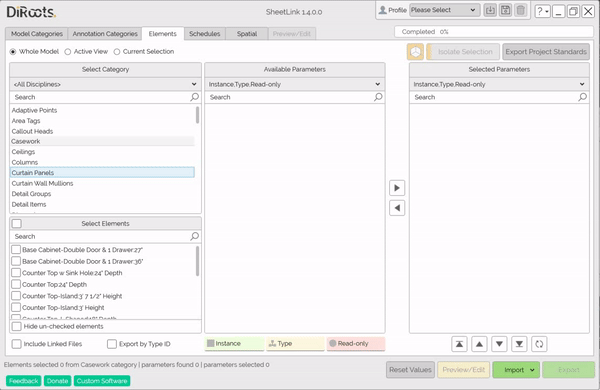 DiRoots
SheetLink 1.4.0.0
Profile
Please Select
?
Model Categories
Annotation Categories
Elements
Schedules
Spatial
Preview/Edit
Completed 0%
Whole Model
Active View
Current Selection
Isolate Selection
Export Project Standards
Select Category
Available Parameters
Selected Parameters
<All Disciplines>
Instance,Type,Read-only
Instance,Type,Read-only
Search
Search
Search
Adaptive Points
Area Tags
Callout Heads
Casework
Ceilings
Columns
Curtain Panels
Curtain Wall Mullions
Detail Groups
Detail Items
Select Elements
Search
Base Cabinet-Double Door & 1 Drawer:27"
Base Cabinet-Double Door & 1 Drawer:36"
Counter Top w Sink Hole:24" Depth
Counter Top:24" Depth
Counter Top-Island:3' 7 1/2" Height
Counter Top-Island:3' Height
Hide un-checked elements
Include Linked Files
Export by Type ID
Instance
Type
Read-only
Elements selected 0 from Casework category | parameters found 0 | parameters selected 0
Reset Values
Preview/Edit
Import
Export
Feedback
Donate
Custom Software